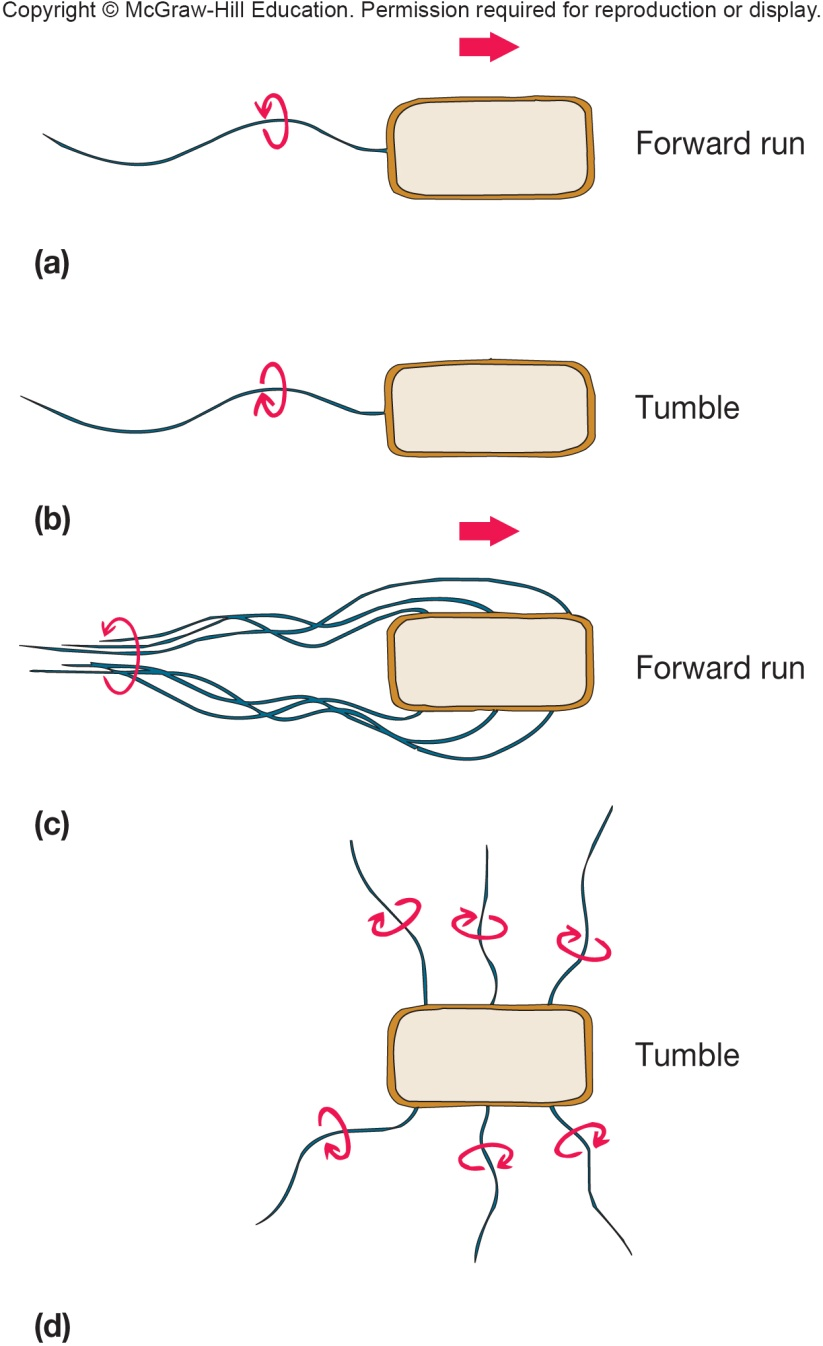 Copyright © McGraw-Hill Education. Permission required for reproduction or display.
Forward run
(a)
Tumble
(b)
Forward run
(c)
Tumble
(d)